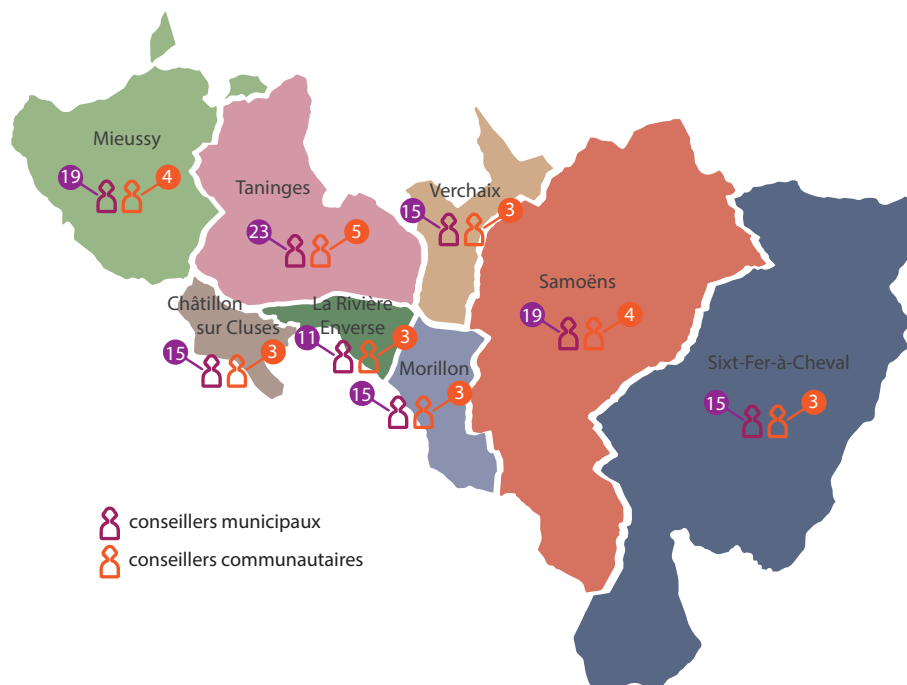 Mieussy
19
4
Taninges
23
5
Verchaix
15
3
Samoëns
19
4
Châtillon
sur Cluses
15
3
La Rivière
Enverse
11
3
Morillon
15
3
Sixt-Fer-à-Cheval
15
3
conseillers municipaux
conseillers communautaires